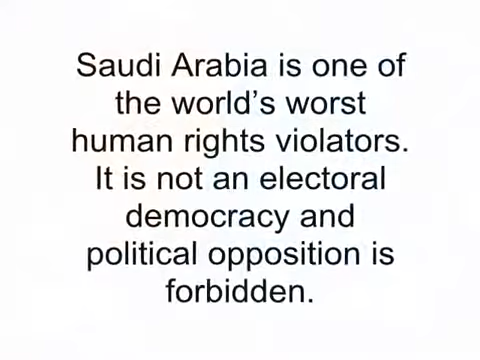 Saudi Arabia is one of
the world's worst
human rights violators.
It is not an electoral
democracy and
political opposition is
forbidden.